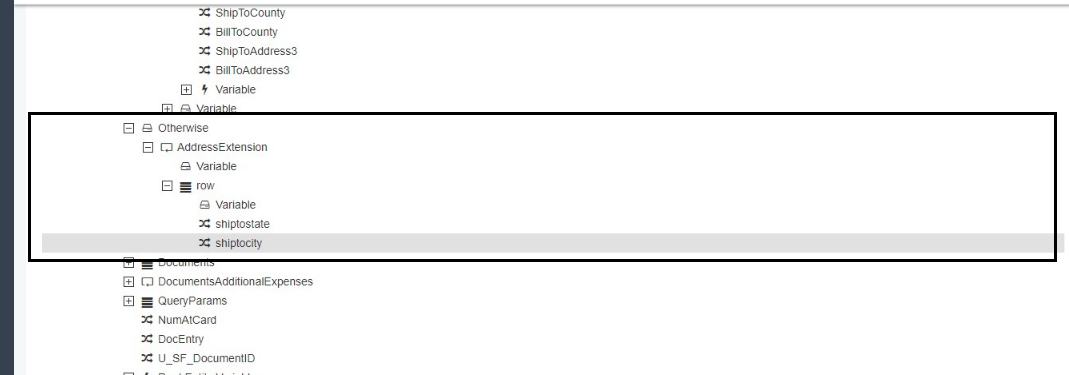 ShipToCounty
BillToCounty
ShipToAddress3
BillToAddress3
Variable
Variable
Otherwise
AddressExtension
Variable
row
Variable
shiptostate
shiptocity
Documents
DocumentsAdditionalExpenses
QueryParams
NumAtCard
DocEntry
U_SF_DocumentID